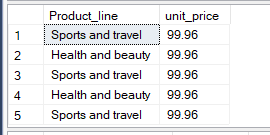 Product_line unit_price
1 Sports and travel 99.96
2 Health and beauty 99.96
3 Sports and travel 99.96
4 Health and beauty 99.96
5 Sports and travel 99.96